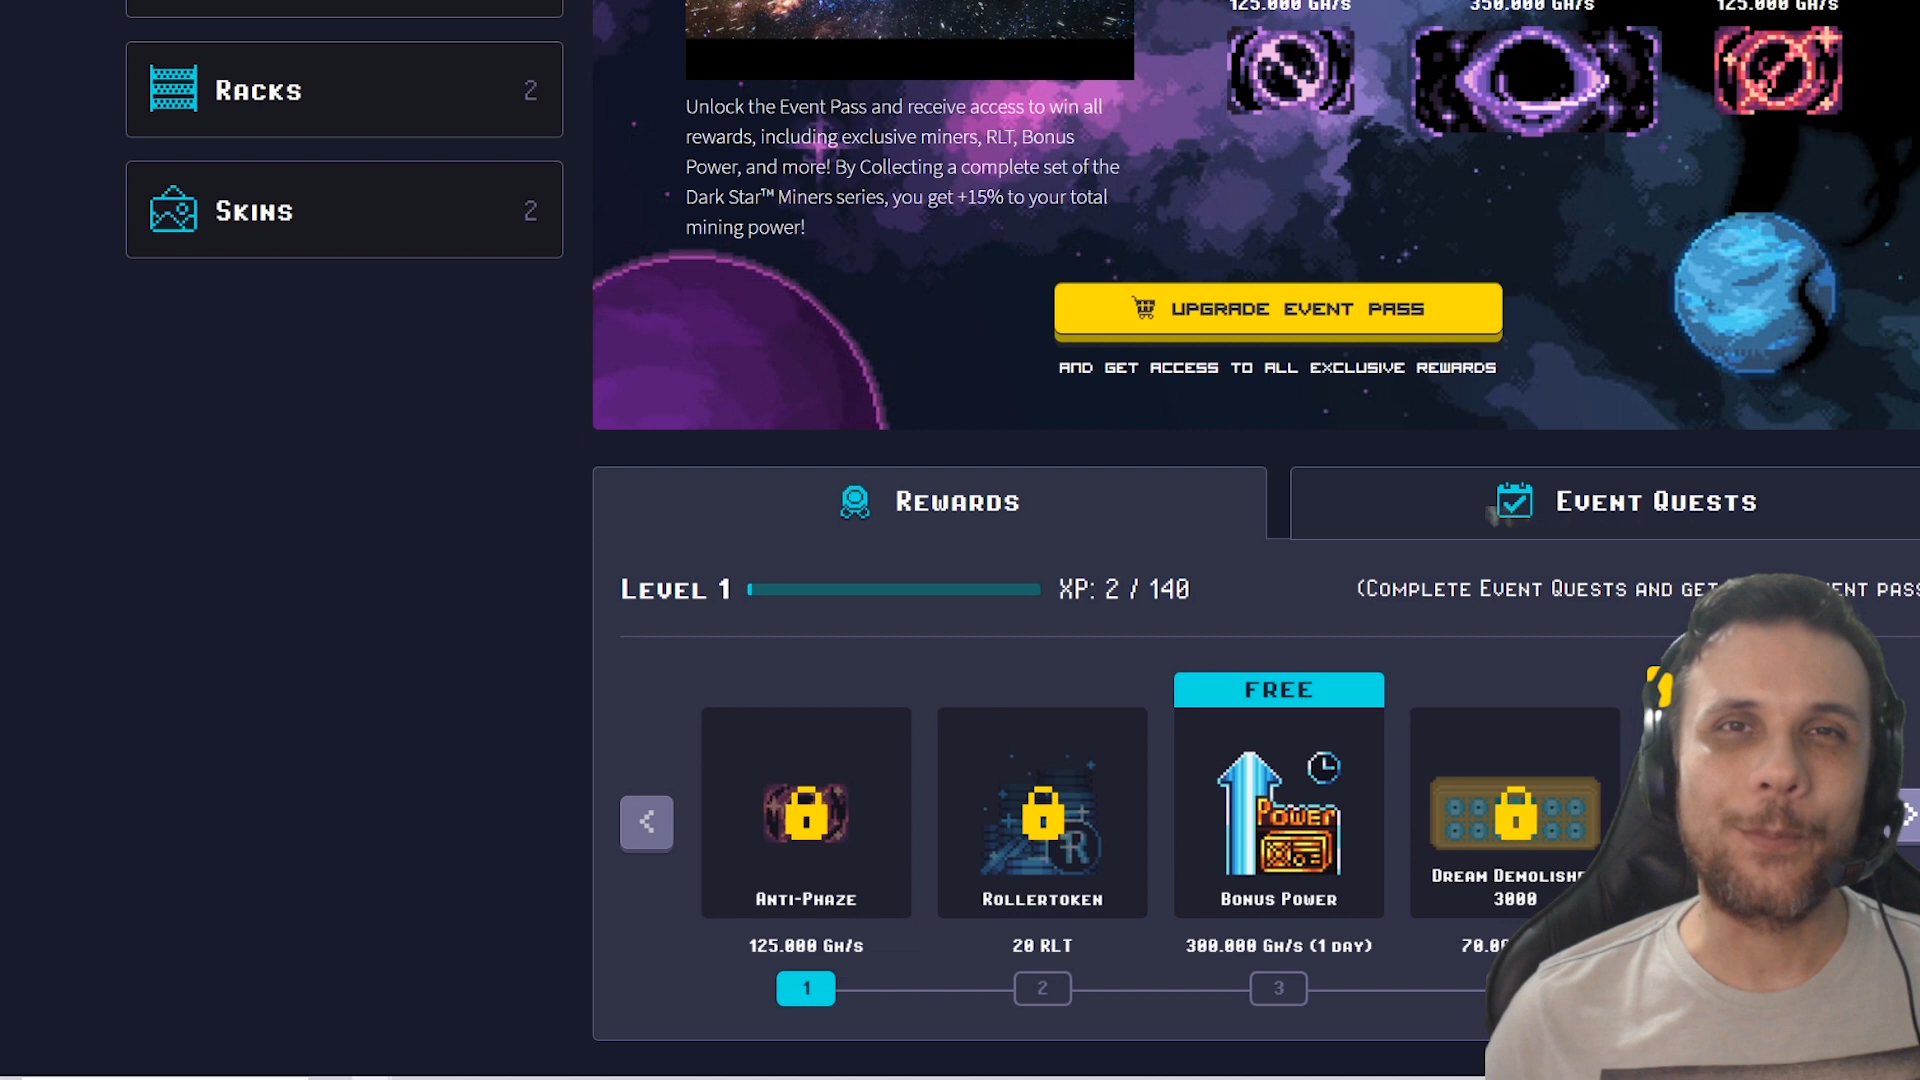 125.000 GH/s
350.000 GH/s
125.000 GH/s
Racks
2
Skins
2
Unlock the Event Pass and receive access to win all
rewards, including exclusive miners, RLT, Bonus
Power, and more! By Collecting a complete set of the
Dark Star™ Miners series, you get +15% to your total
mining power!
UPGRADE EVENT PASS
AND GET ACCESS TO ALL EXCLUSIVE REWARDS
Rewards
Event Quests
Level 1
XP: 2 / 140
(Complete Event Quests and get
FREE
Power
R
Anti-Phaze
Rollertoken
Bonus Power
Dream
3000
125.000 Gh/s
20 RLT
300.000 Gh/s (1 day)
1
2
3